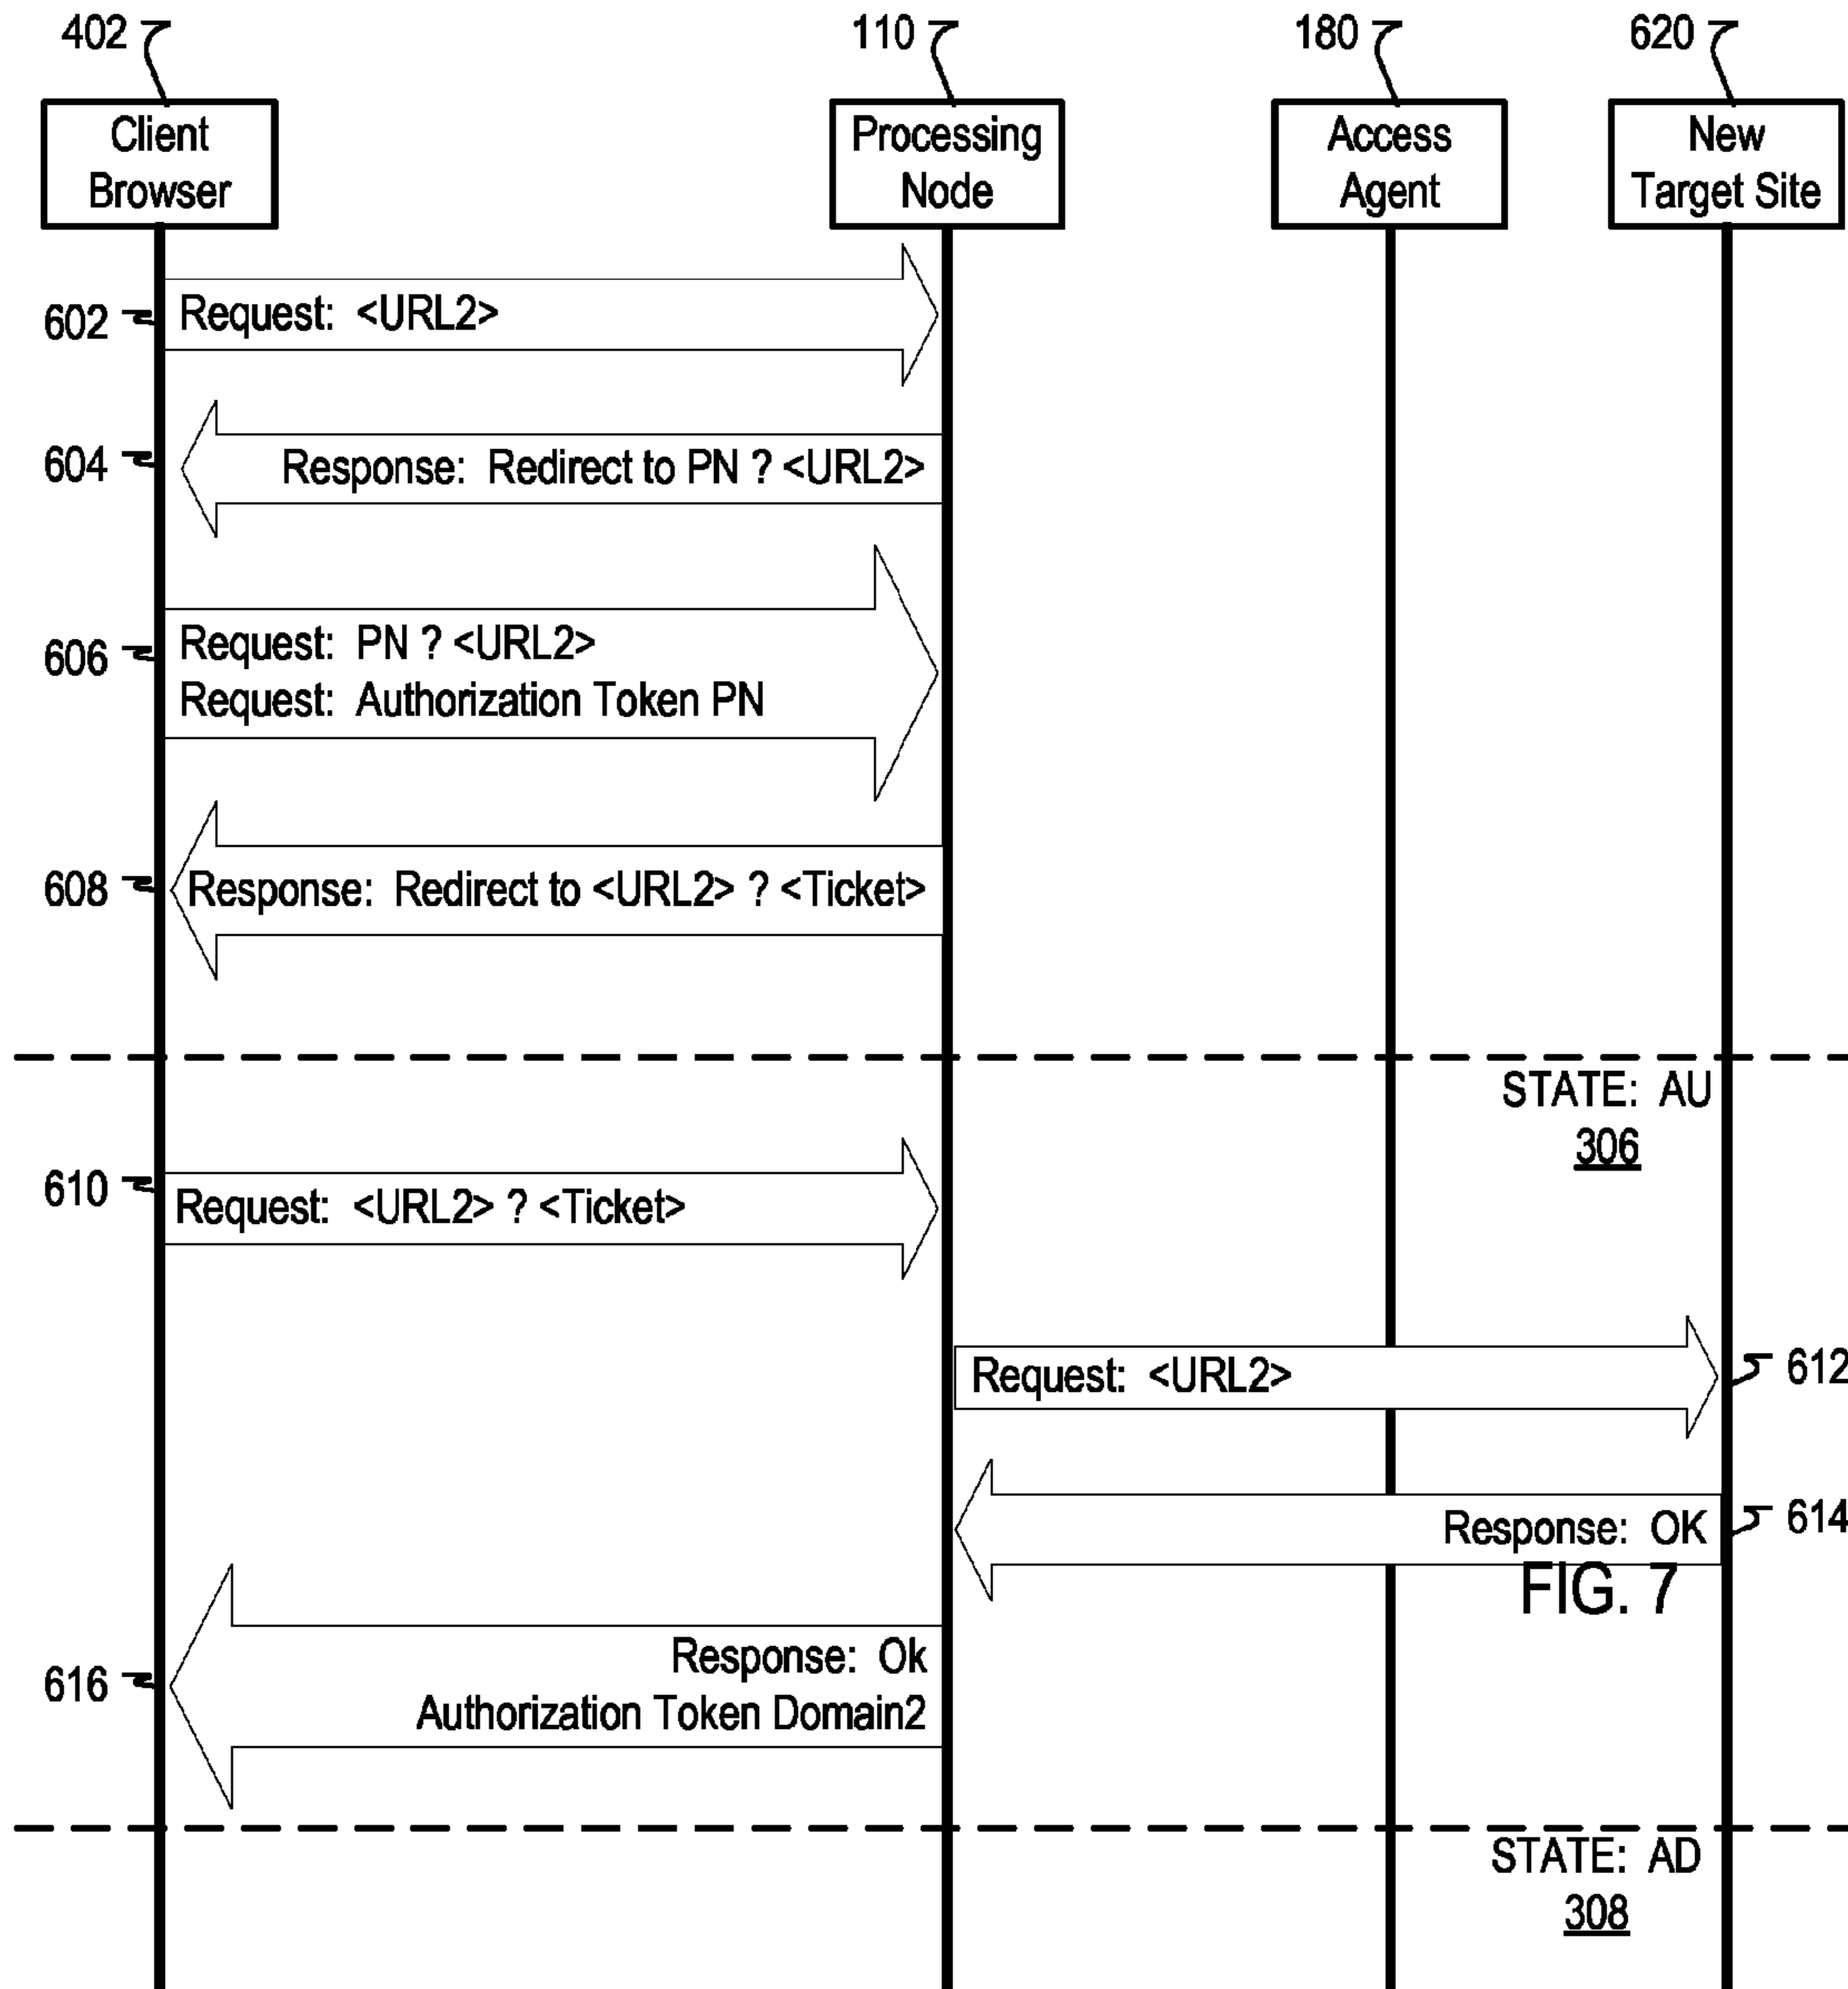 402
110
180
620
Client
Browser
Processing
Node
Access
Agent
New
Target Site
602
Request: <URL2>
604
Response: Redirect to PN ? <URL2>
606
Request: PN ? <URL2>
Request: Authorization Token PN
608
Response: Redirect to <URL2> ? <Ticket>
STATE: AU
306
610
Request: <URL2> ? <Ticket>
Request: <URL2>
612
Response: OK
614
FIG. 7
616
Response: Ok
Authorization Token Domain2
STATE: AD
308